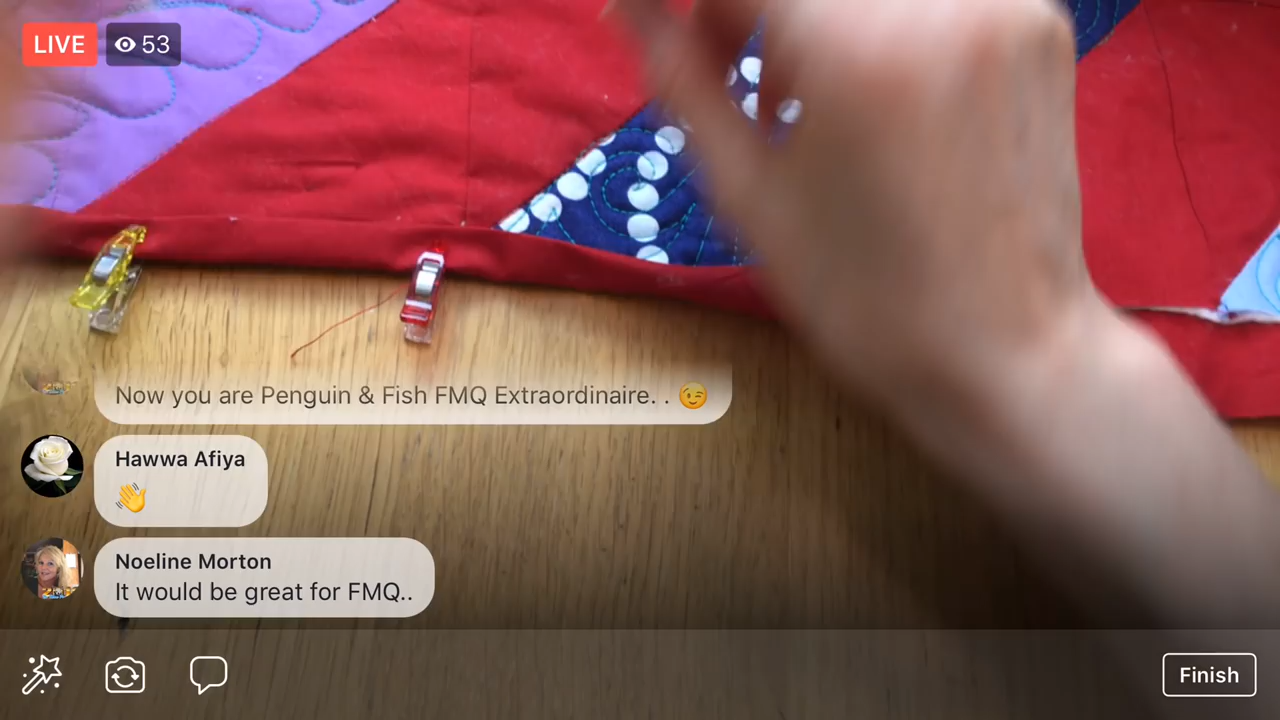 LIVE 53
Now you are Penguin & Fish FMQ Extraordinaire. . 😉
Hawwa Afiya
👋
Noeline Morton
It would be great for FMQ..
Finish